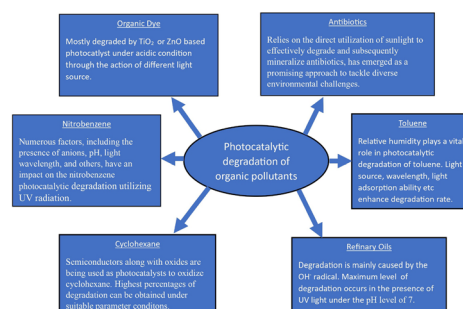 Organic Dye
Mostly degraded by TiO₂ or ZnO based
photocatlyst under acidic condition
through the action of different light
source.
Antibiotics
Relies on the direct utilization of sunlight to
effectively degrade and subsequently
mineralize antibiotics, has emerged as a
promising approach to tackle diverse
environmental challenges.
Nitrobenzene
Numerous factors, including the
presence of anions, pH, light
wavelength, and others, have an
impact on the nitrobenzene
photocatalytic degradation utilizing
UV radiation.
Photocatalytic
degradation of
organic pollutants
Toluene
Relative humidity plays a vital
role in photocatalytic
degradation of toluene. Light
source, wavelength, light
adsorption ability etc
enhance degradation rate.
Cyclohexane
Semiconductors along with oxides are
being used as photocatalysts to oxidize
cyclohexane. Highest percentages of
degradation can be obtained under
suitable parameter conditons.
Refinary Oils
Degradation is mainly caused by the
OH radical. Maximum level of
degradation occurs in the presence of
UV light under the pH level of 7.